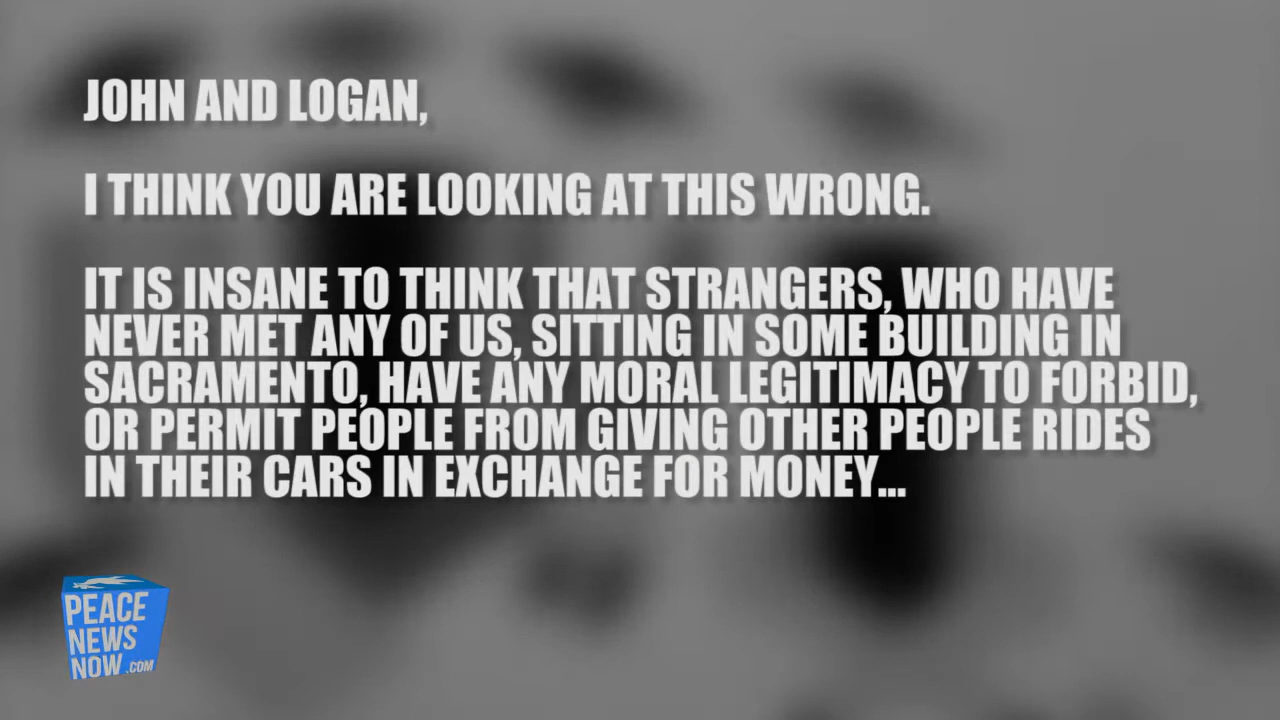 JOHN AND LOGAN,
I THINK YOU ARE LOOKING AT THIS WRONG.
IT IS INSANE TO THINK THAT STRANGERS, WHO HAVE
NEVER MET ANY OF US, SITTING IN SOME BUILDING IN
SACRAMENTO, HAVE ANY MORAL LEGITIMACY TO FORBID,
OR PERMIT PEOPLE FROM GIVING OTHER PEOPLE RIDES
IN THEIR CARS IN EXCHANGE FOR MONEY...
PEACE
NEWS
NOW.COM